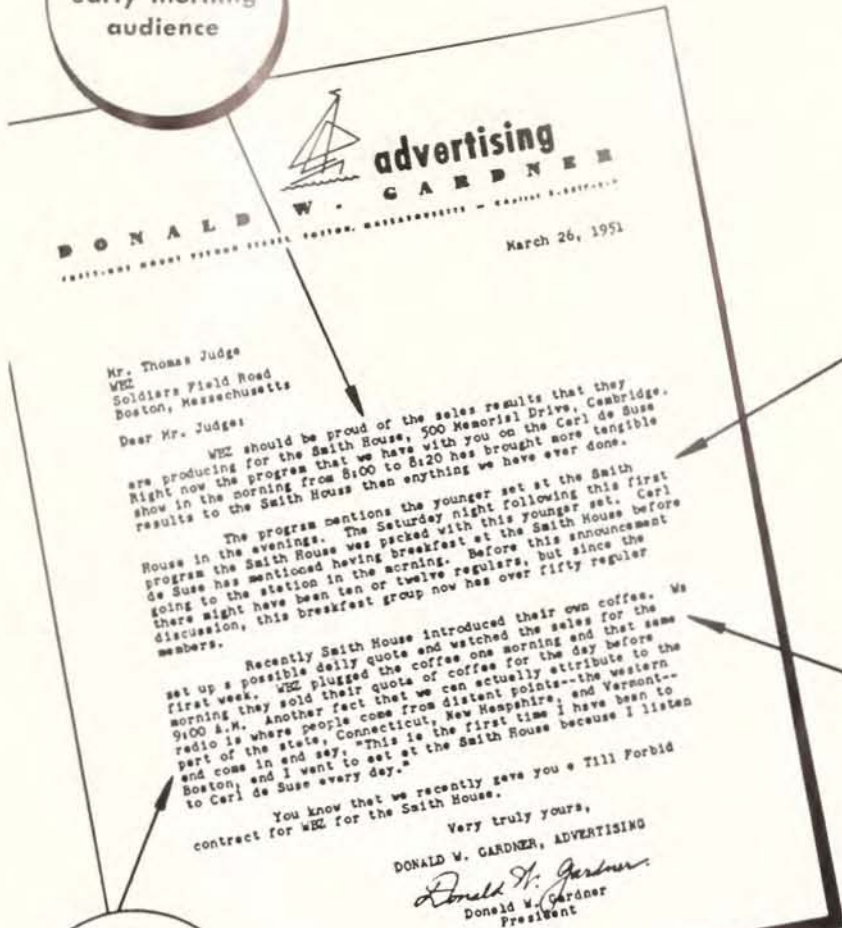 early morning
audience
advertising
DONALD W. GARDNER
March 26, 1951
Mr. Thomas Judge
WBZ
Soldiers Field Road
Boston, Massachusetts
Dear Mr. Judge:
WBZ should be proud of the sales results that they
are producing for the Smith House, 500 Memorial Drive, Cambridge.
Right now the program that we have with you on the Carl de Suse
show in the morning from 8:00 to 8:20 has brought more tangible
results to the Smith House than anything we have ever done.
The program mentions the younger set at the Smith
House in the evenings. The Saturday night following this first
program the Smith House was packed with this younger set. Carl
de Suse has mentioned having breakfast at the Smith House before
going to the station in the morning. Before this announcement
there might have been ten or twelve regulars, but since the
discussion, this breakfast group now has over fifty regular
members.
Recently Smith House introduced their own coffee. We
set up a possible daily quote and watched the sales for the
first week. WBZ plugged the coffee one morning and that same
morning they sold their quote of coffee for the day before
9:00 A.M. Another fact that we can actually attribute to the
radio is where people come from distant points--the western
part of the state, Connecticut, New Hampshire, and Vermont--
and come in and say, "This is the first time I have been to
Boston, and I want to eat at the Smith House because I listen
to Carl de Suse every day."
You know that we recently gave you a Till Forbid
contract for WBZ for the Smith House.
Very truly yours,
DONALD W. GARDNER, ADVERTISING
Donald W. Gardner
Donald W. Gardner
President